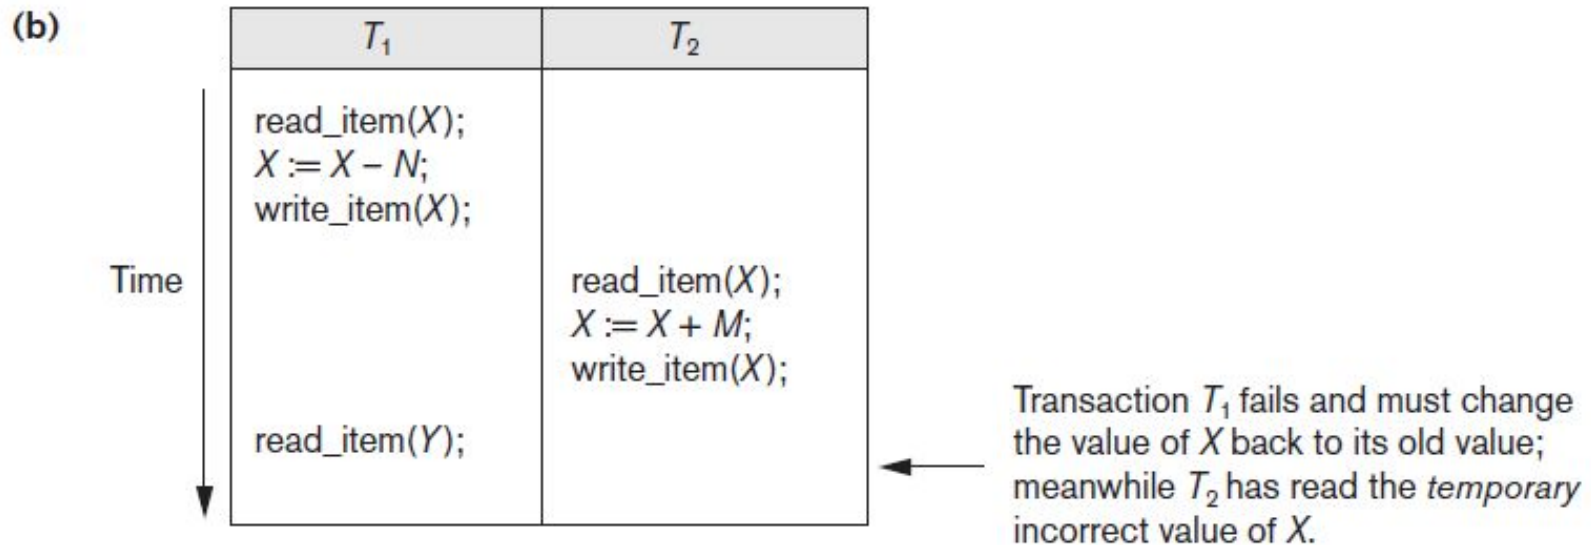 (b)
T₁ T₂
read_item(X);
X := X – N;
write_item(X);
Time
read_item(X);
X := X + M;
write_item(X);
read_item(Y);
Transaction T₁ fails and must change
the value of X back to its old value;
meanwhile T₂ has read the temporary
incorrect value of X.